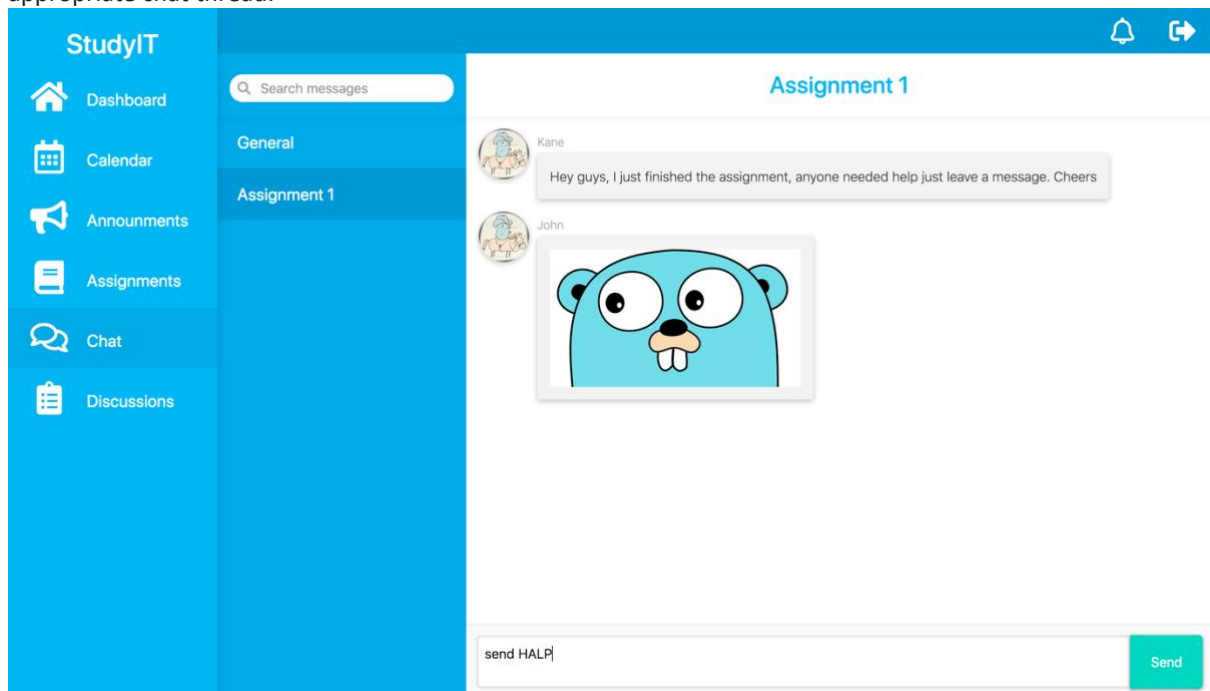 appropriate chat thread.
StudyIT
Dashboard
Calendar
Announments
Assignments
Chat
Discussions
Search messages
General
Assignment 1
Assignment 1
Kane
Hey guys, I just finished the assignment, anyone needed help just leave a message. Cheers
John
send HALP
Send